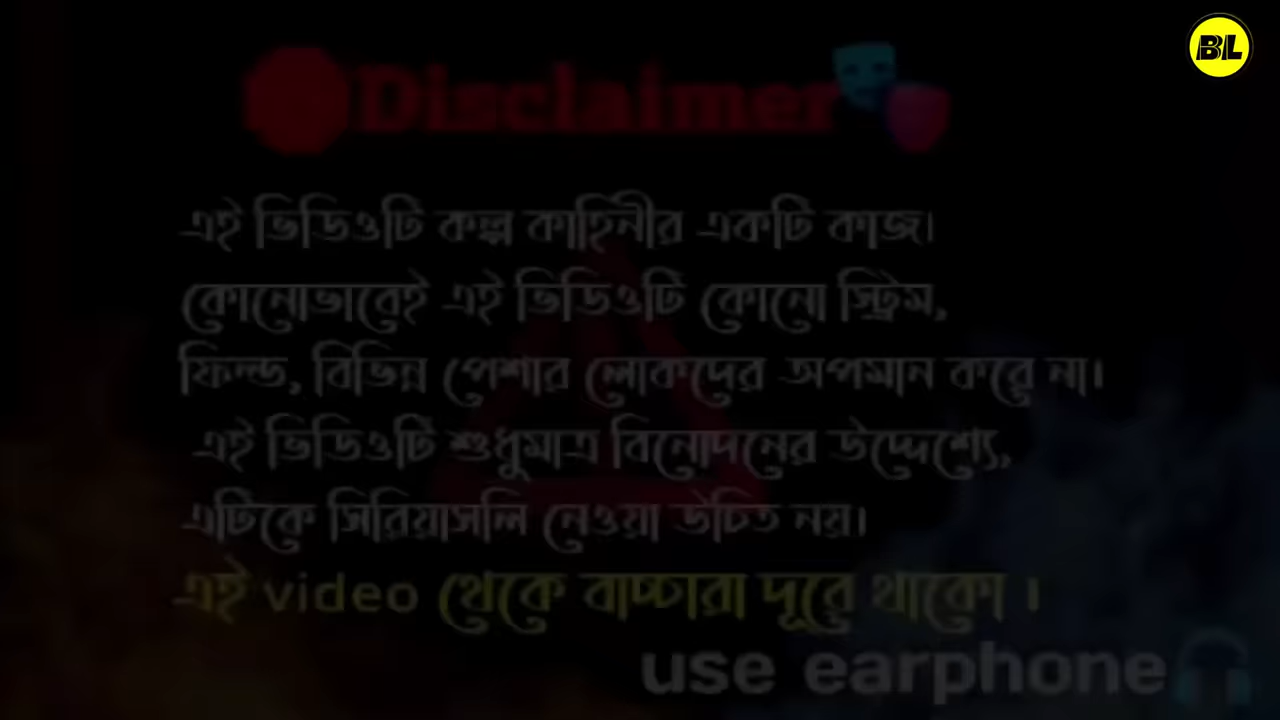 BL
Disclaimer
এই ভিডিওটি কল্প কাহিনীর একটি কাজ।
কোনোভাবেই এই ভিডিওটি কোনো স্ট্রিম,
ফিল্ড, বিভিন্ন পেশার লোকদের অপমান করে না।
এই ভিডিওটি শুধুমাত্র বিনোদনের উদ্দেশ্যে,
এটিকে সিরিয়াসলি নেওয়া উচিত নয়।
এই video থেকে বাচ্চারা দূরে থাকো ।
use earphone